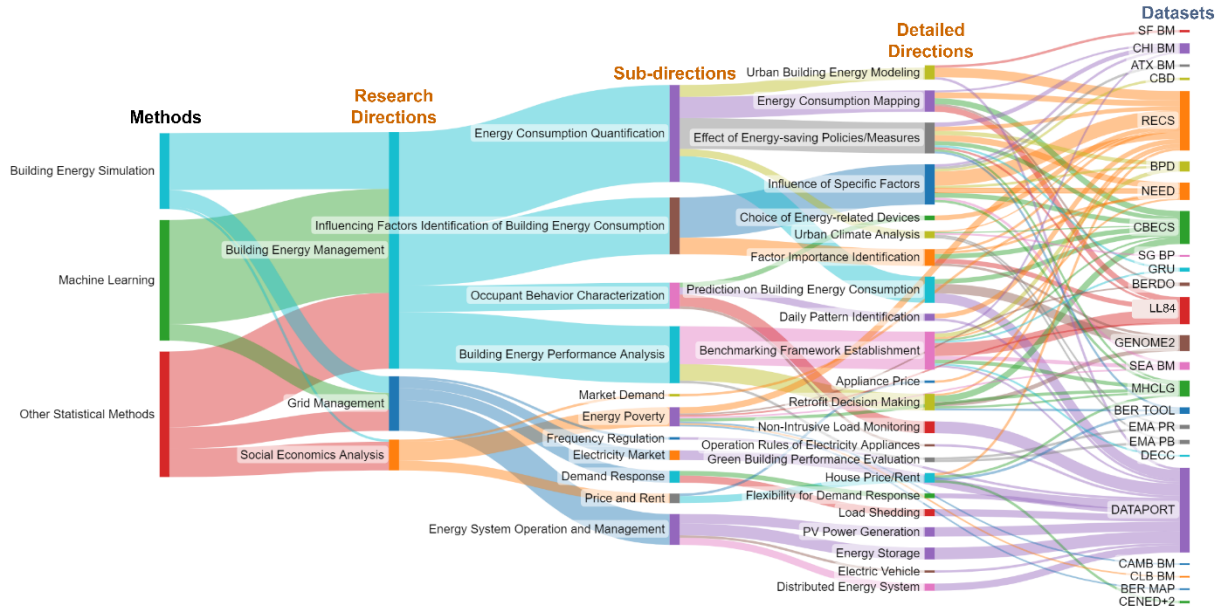 Methods
Building Energy Simulation
Machine Learning
Other Statistical Methods
Research
Directions
Building Energy Management
Grid Management
Social Economics Analysis
Sub-directions
Energy Consumption Quantification
Influencing Factors Identification of Building Energy Consumption
Occupant Behavior Characterization
Building Energy Performance Analysis
Market Demand
Energy Poverty
Frequency Regulation
Electricity Market
Demand Response
Price and Rent
Energy System Operation and Management
Detailed
Directions
Urban Building Energy Modeling
Energy Consumption Mapping
Effect of Energy-saving Policies/Measures
Influence of Specific Factors
Choice of Energy-related Devices
Urban Climate Analysis
Factor Importance Identification
Prediction on Building Energy Consumption
Daily Pattern Identification
Benchmarking Framework Establishment
Appliance Price
Retrofit Decision Making
Non-Intrusive Load Monitoring
Operation Rules of Electricity Appliances
Green Building Performance Evaluation
House Price/Rent
Flexibility for Demand Response
Load Shedding
PV Power Generation
Energy Storage
Electric Vehicle
Distributed Energy System
Datasets
SF BM
CHI BM
ATX BM
CBD
RECS
BPD
NEED
CBECS
SG BP
GRU
BERDO
LL84
GENOME2
SEA BM
MHCLG
BER TOOL
EMA PR
EMA PB
DECC
DATAPORT
CAMB BM
CLB BM
BER MAP
CENED+2